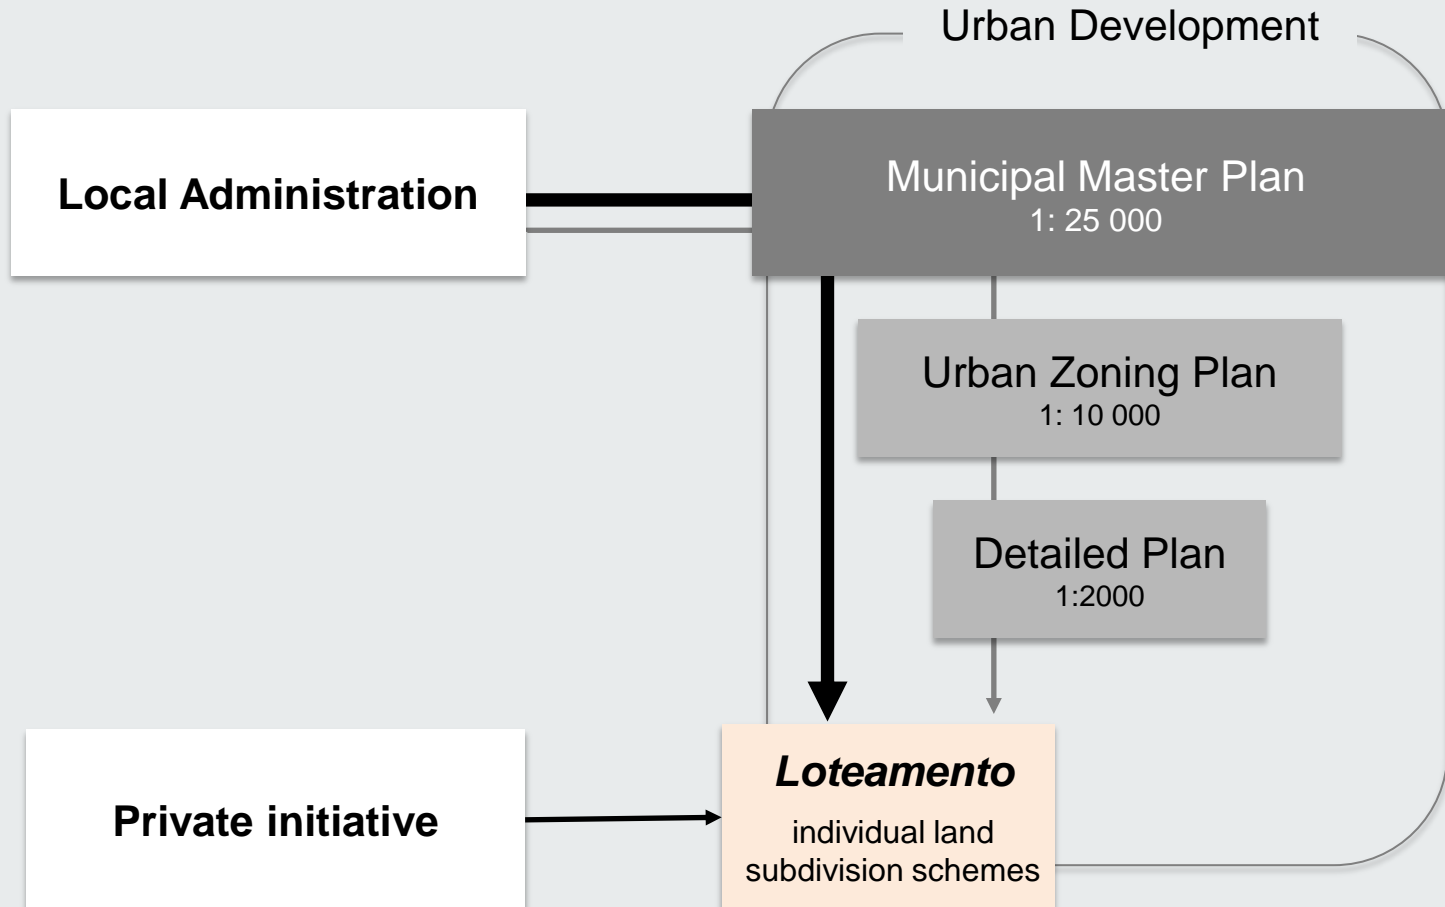 Urban Development
Local Administration
Municipal Master Plan
1: 25 000
Urban Zoning Plan
1: 10 000
Detailed Plan
1:2000
Private initiative
Loteamento
individual land
subdivision schemes